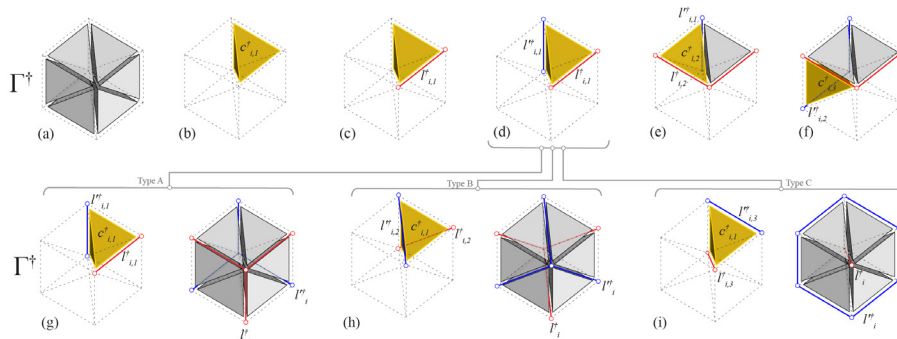 Γ†
(a)
c†i,1
(b)
l†i,1
(c)
l'†i,1
l†i,1
(d)
l'†i,1
c†i,2
l†i,2
(e)
l'†i,2
(f)
Type A
Type B
Type C
Γ†
l'†i,1
c†i,1
l†i,1
(g)
l'†i
l†
l'†i,2
c†i,1
l†i,2
(h)
l'†i
l†i
l'†i,3
c†i,1
l†i,3
(i)
l†i
l'†i